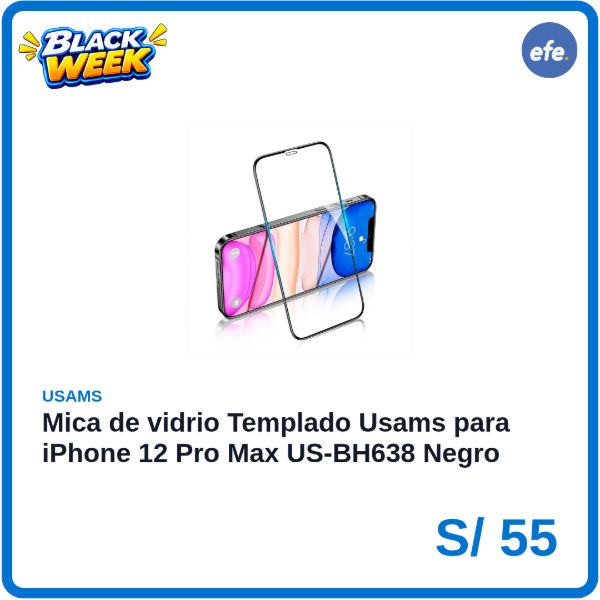 BLACK
WEEK
efe.
USAMS
Mica de vidrio Templado Usams para
iPhone 12 Pro Max US-BH638 Negro
S/ 55